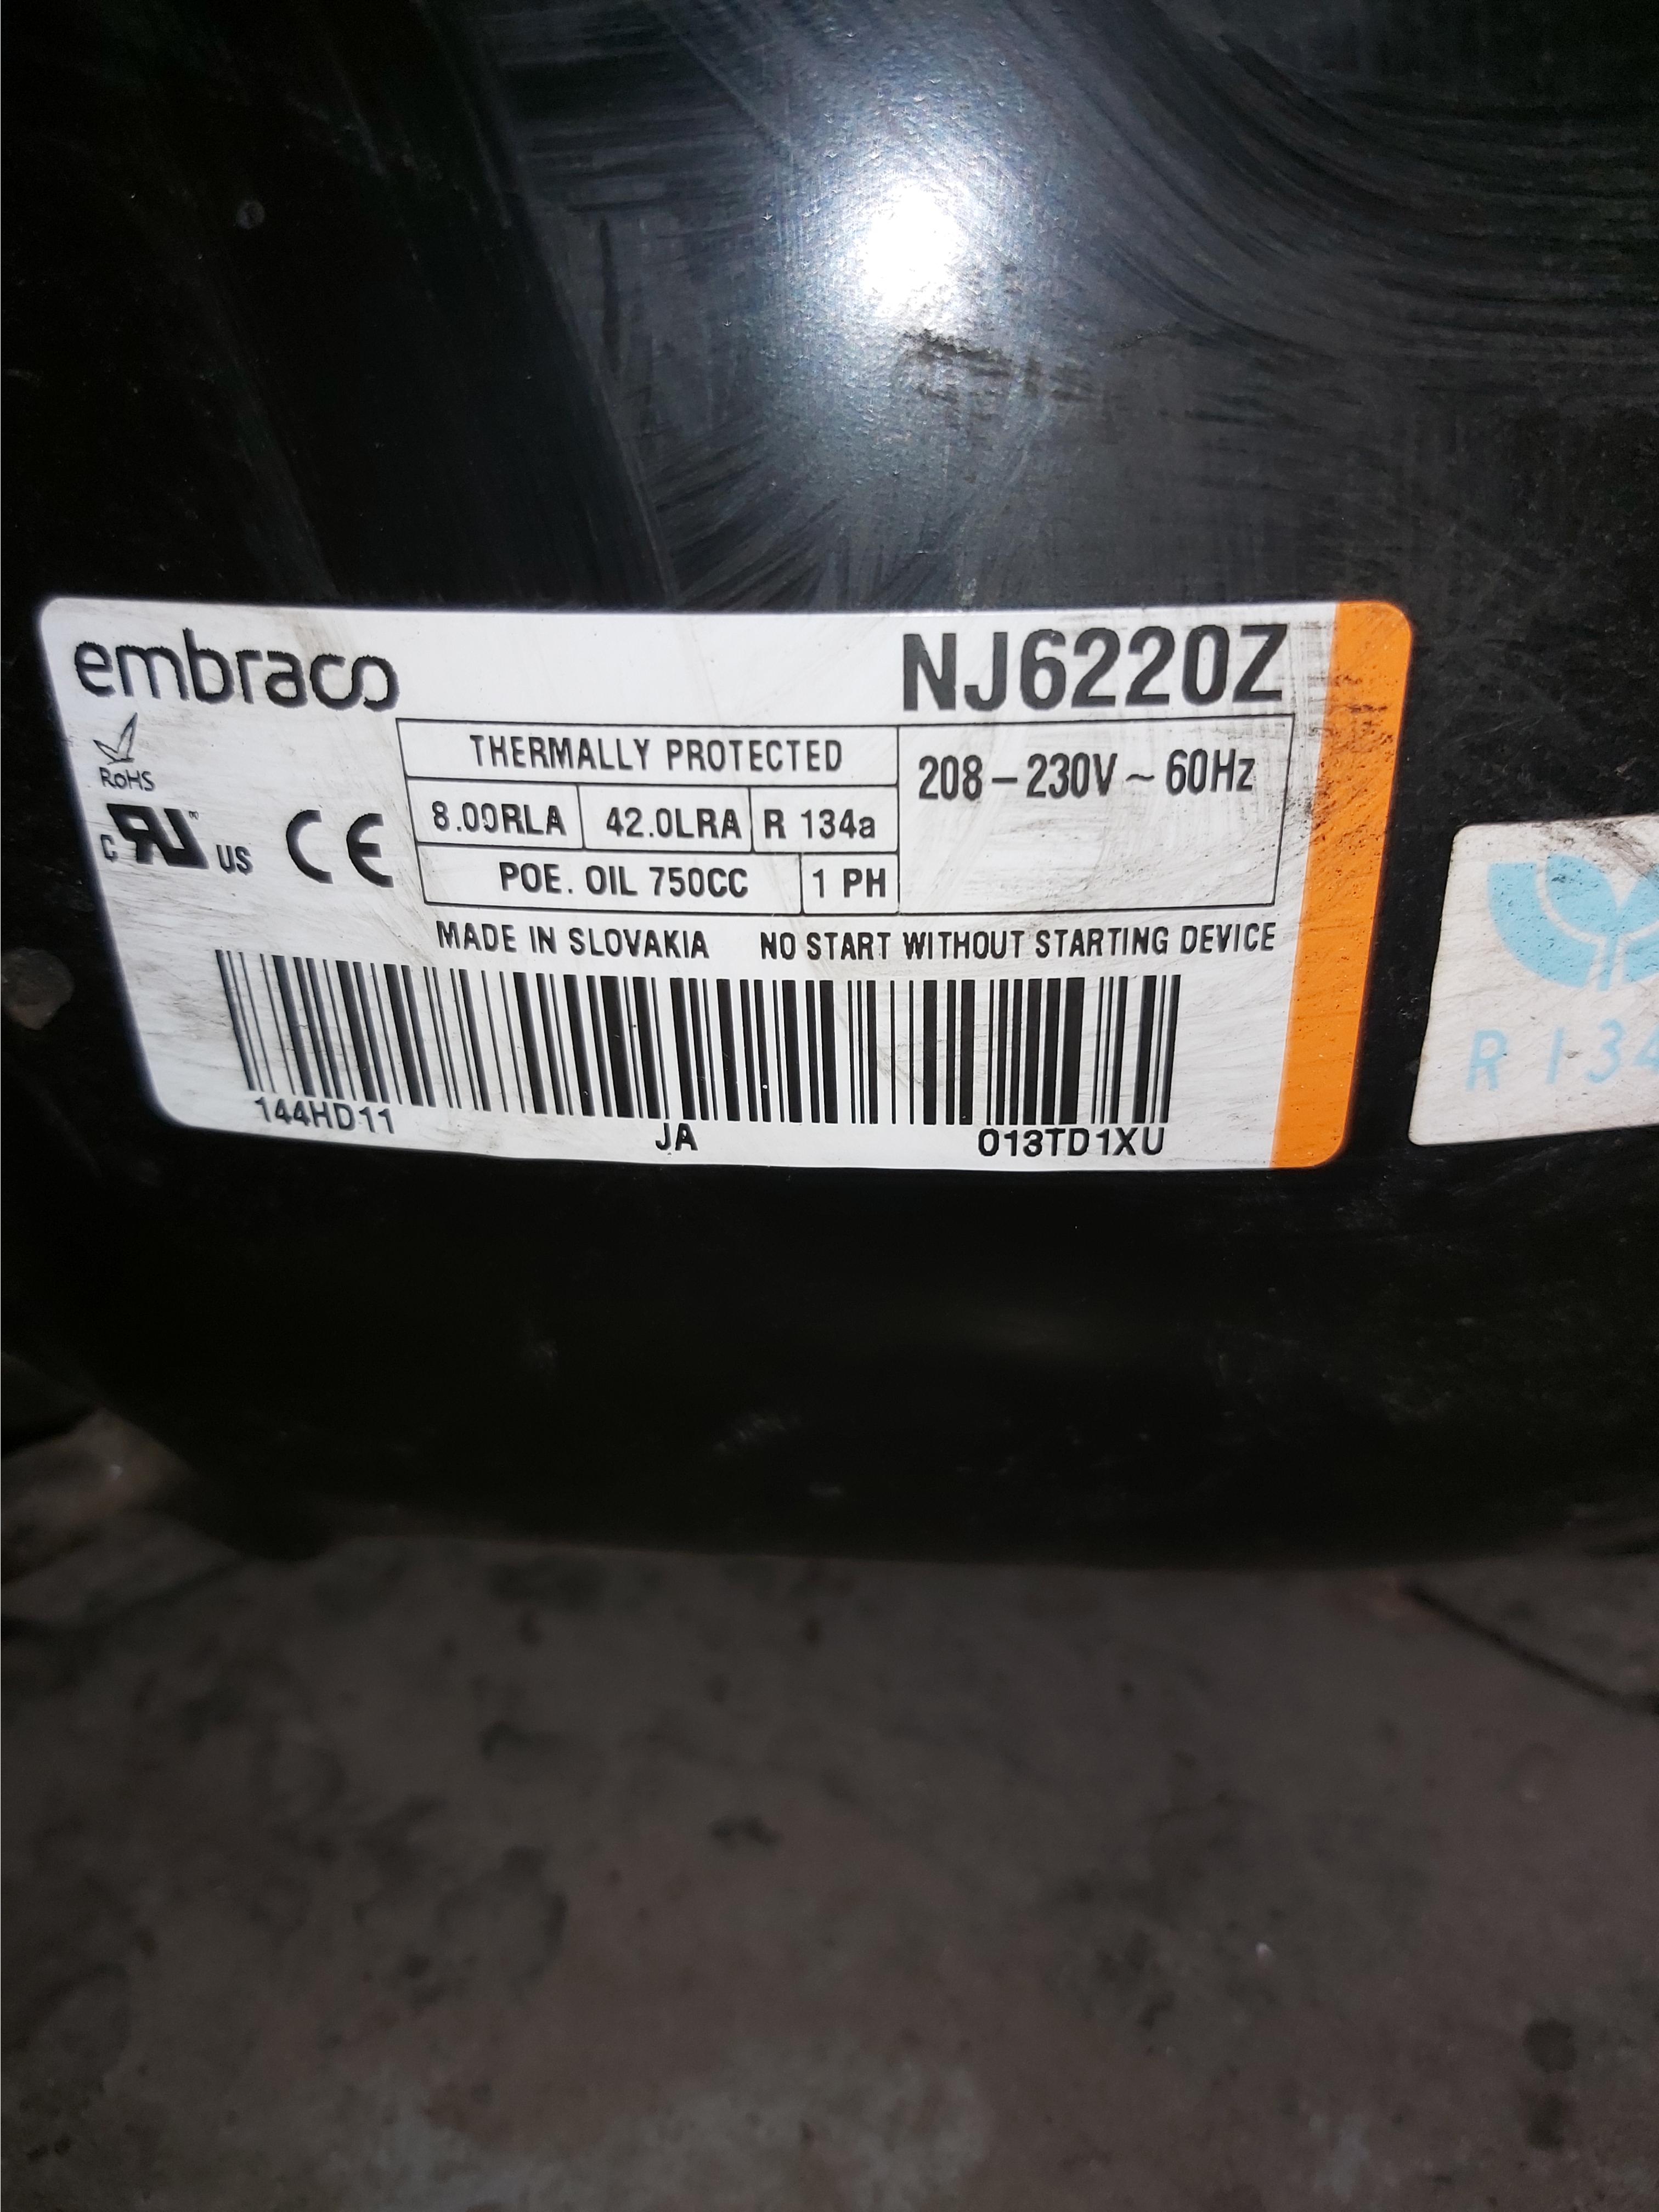 embraco
NJ6220Z
RoHS
THERMALLY PROTECTED
208-230V~60Hz
8.00RLA
42.0LRA
R 134a
POE. OIL 750CC
1 PH
c RU US CE
MADE IN SLOVAKIA
NO START WITHOUT STARTING DEVICE
144HD11
JA
013TD1XU
R 134